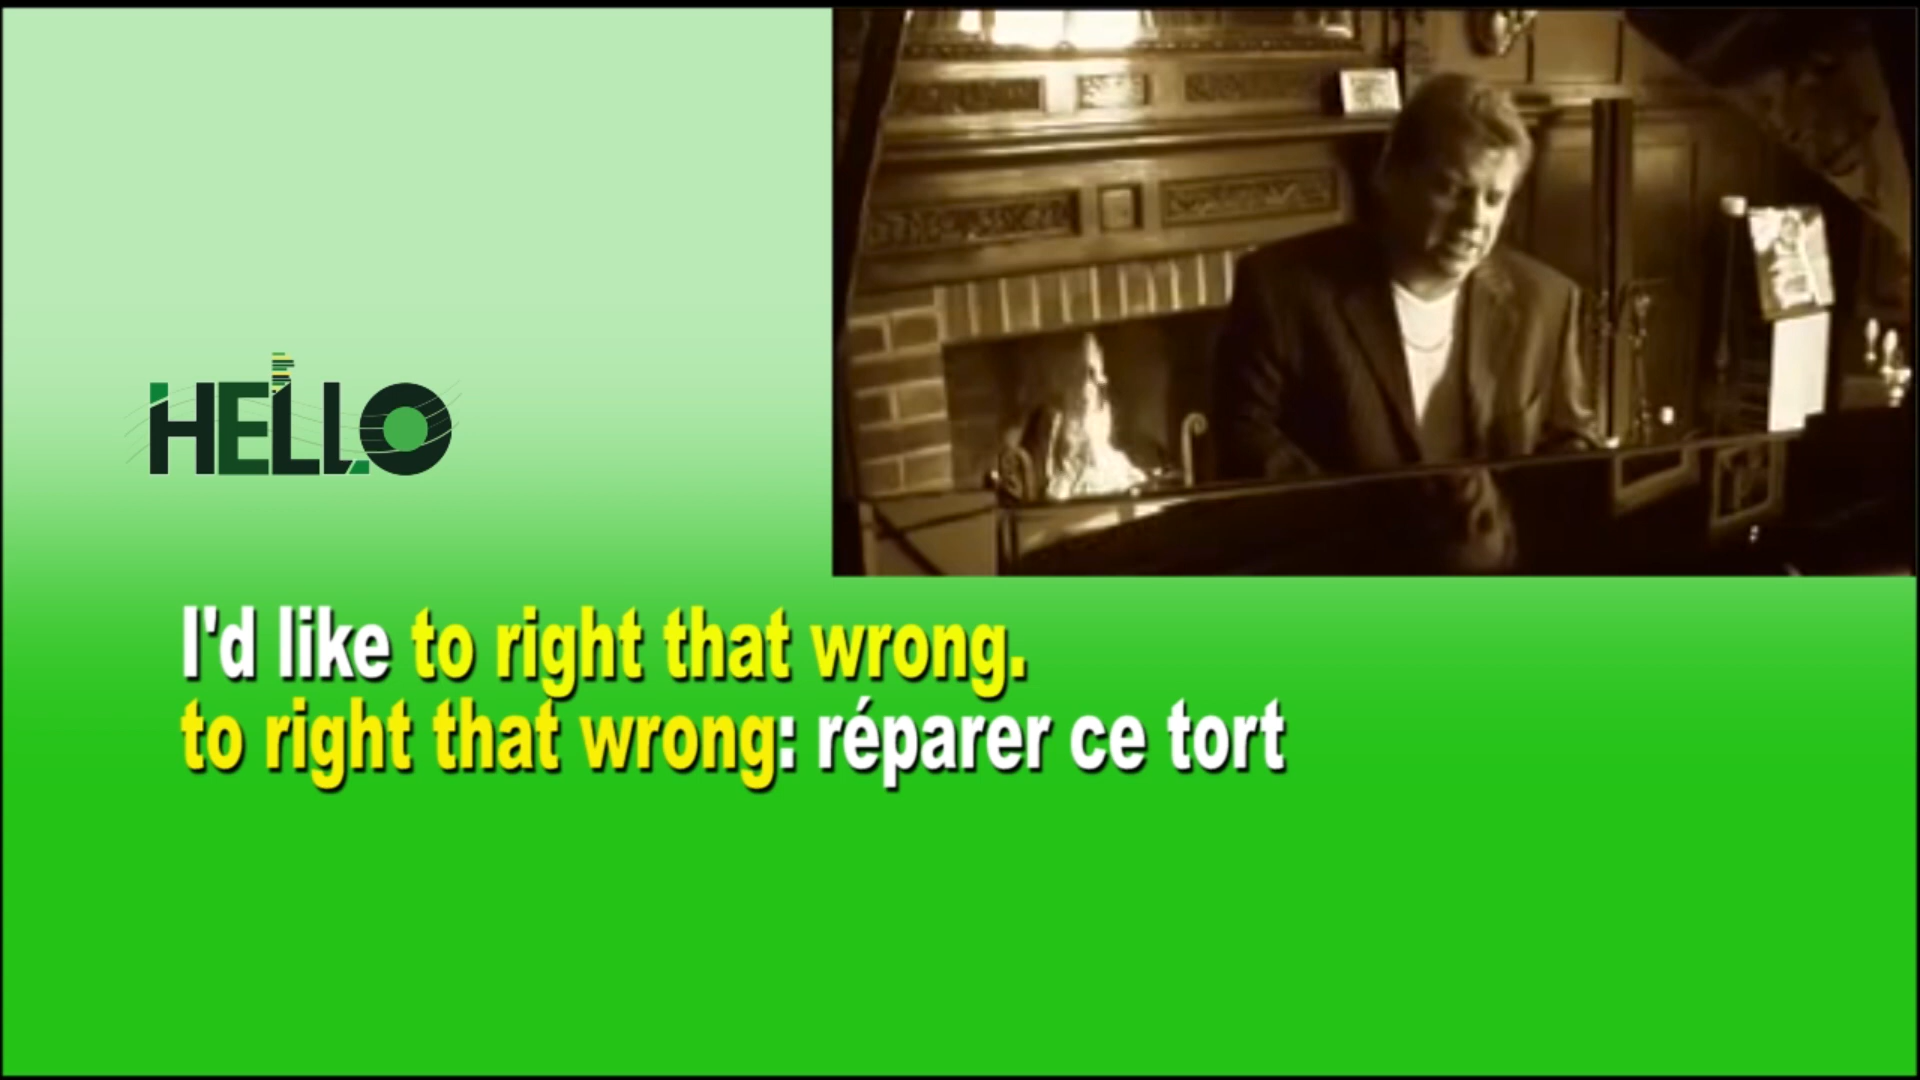 HELLO
I'd like to right that wrong.
to right that wrong: réparer ce tort